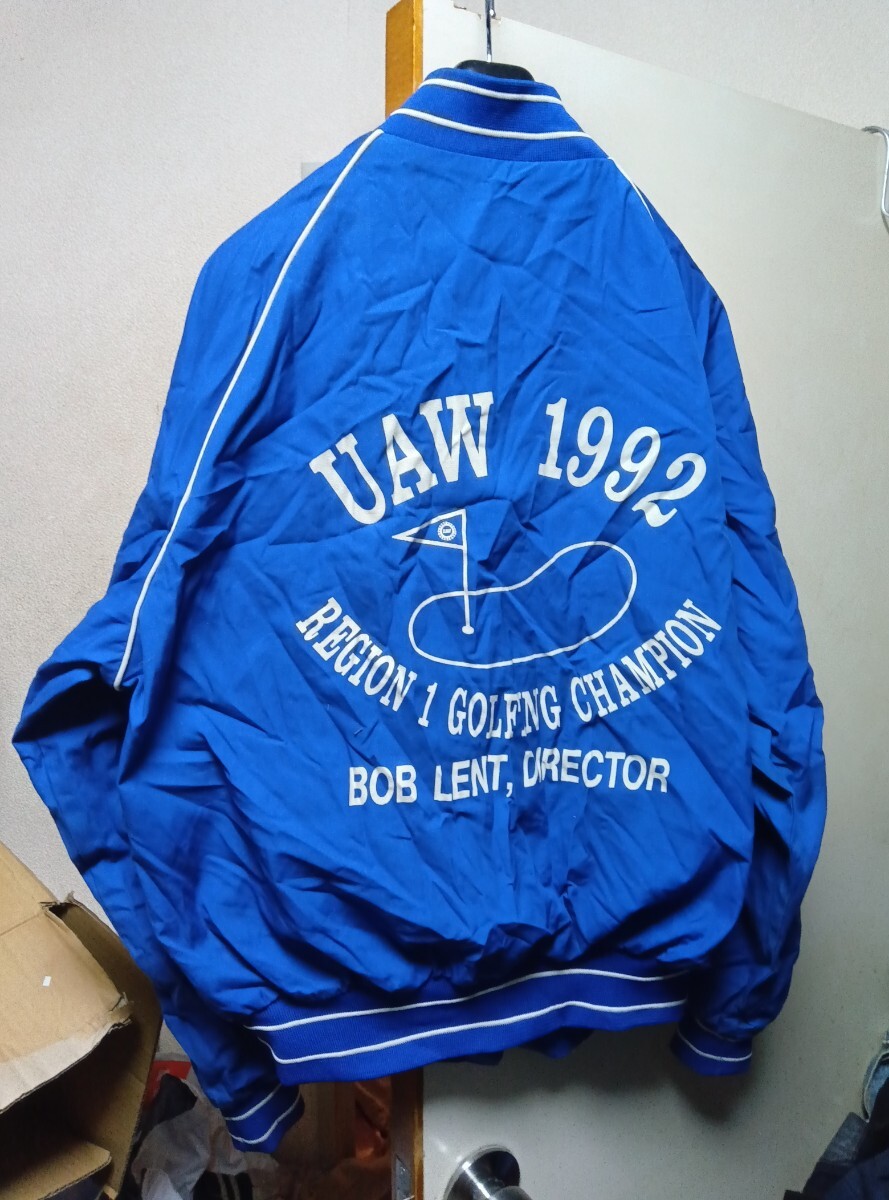 UAW 1992
REGION 1 GOLFING CHAMPION
BOB LENT, DIRECTOR